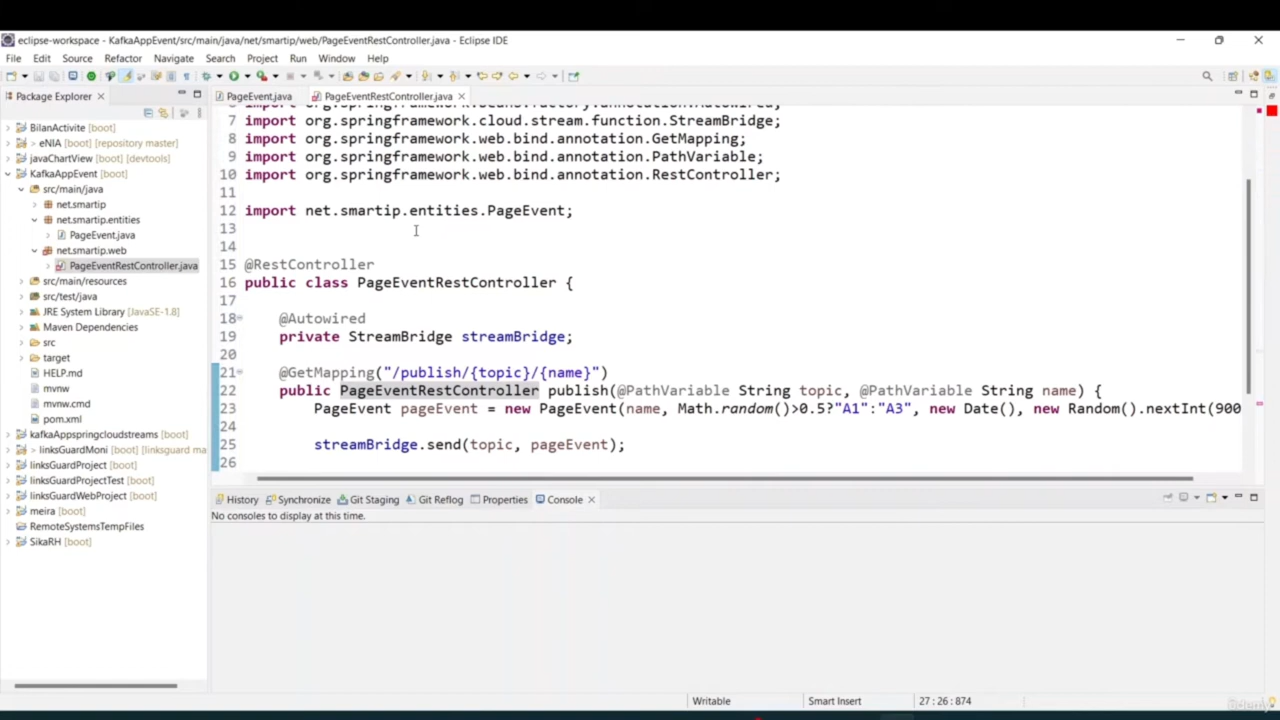 eclipse-workspace - KafkaAppEvent/src/main/java/net/smartip/web/PageEventRestController.java - Eclipse IDE
File Edit Source Refactor Navigate Search Project Run Window Help
Package Explorer
PageEvent.java PageEventRestController.java
BilanActivite [boot]
> eNIA [boot] [repository master]
javaChartView [boot] [devtools]
KafkaAppEvent [boot]
src/main/java
net.smartip
net.smartip.entities
PageEvent.java
net.smartip.web
PageEventRestController.java
src/main/resources
src/test/java
JRE System Library [JavaSE-1.8]
Maven Dependencies
src
target
HELP.md
mvnw
mvnw.cmd
pom.xml
kafkaAppspringcloudstreams [boot]
> linksGuardMoni [boot] [linksguard ma
linksGuardProject [boot]
linksGuardProjectTest [boot]
linksGuardWebProject [boot]
meira [boot]
RemoteSystemsTempFiles
SikaRH [boot]
6 import org.springframework.beans.factory.annotation.Autowired;
7 import org.springframework.cloud.stream.function.StreamBridge;
8 import org.springframework.web.bind.annotation.GetMapping;
9 import org.springframework.web.bind.annotation.PathVariable;
10 import org.springframework.web.bind.annotation.RestController;
11
12 import net.smartip.entities.PageEvent;
13
14
15 @RestController
16 public class PageEventRestController {
17
18 @Autowired
19 private StreamBridge streamBridge;
20
21 @GetMapping("/publish/{topic}/{name}")
22 public PageEventRestController publish(@PathVariable String topic, @PathVariable String name) {
23 PageEvent pageEvent = new PageEvent(name, Math.random()>0.5?"A1":"A3", new Date(), new Random().nextInt(900
24
25 streamBridge.send(topic, pageEvent);
26
History Synchronize Git Staging Git Reflog Properties Console
No consoles to display at this time.
Writable Smart Insert 27 : 26 : 874
Udemy